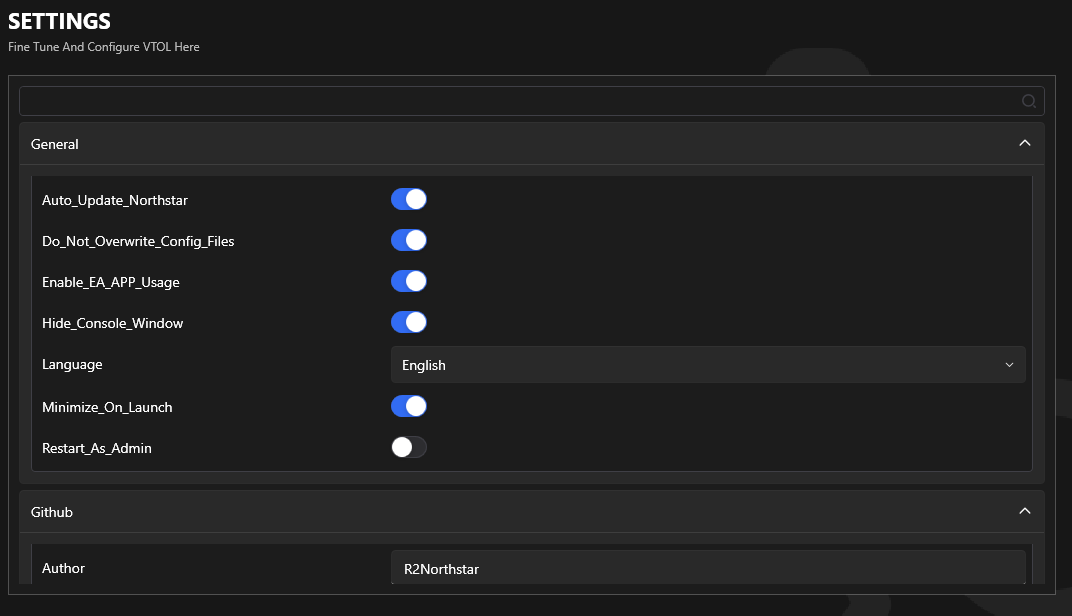 SETTINGS
Fine Tune And Configure VTOL Here
General
Auto_Update_Northstar
Do_Not_Overwrite_Config_Files
Enable_EA_APP_Usage
Hide_Console_Window
Language
English
Minimize_On_Launch
Restart_As_Admin
Github
Author
R2Northstar